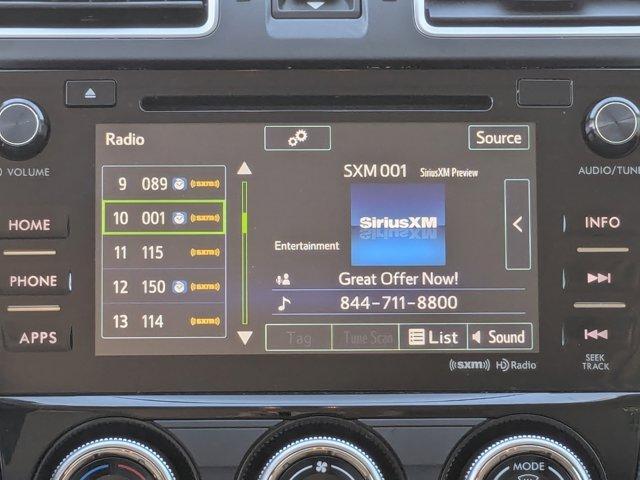 Radio
Source
9 089 ((sxm))
10 001 ((sxm))
11 115 ((sxm))
12 150 ((sxm))
13 114 ((sxm))
SXM 001 SiriusXM Preview
SiriusXM
Entertainment
Great Offer Now!
844-711-8800
Tag
Tune Scan
List
Sound
((sxm)) HD Radio
VOLUME
HOME
PHONE
APPS
AUDIO/TUNE
INFO
SEEK
TRACK
MODE